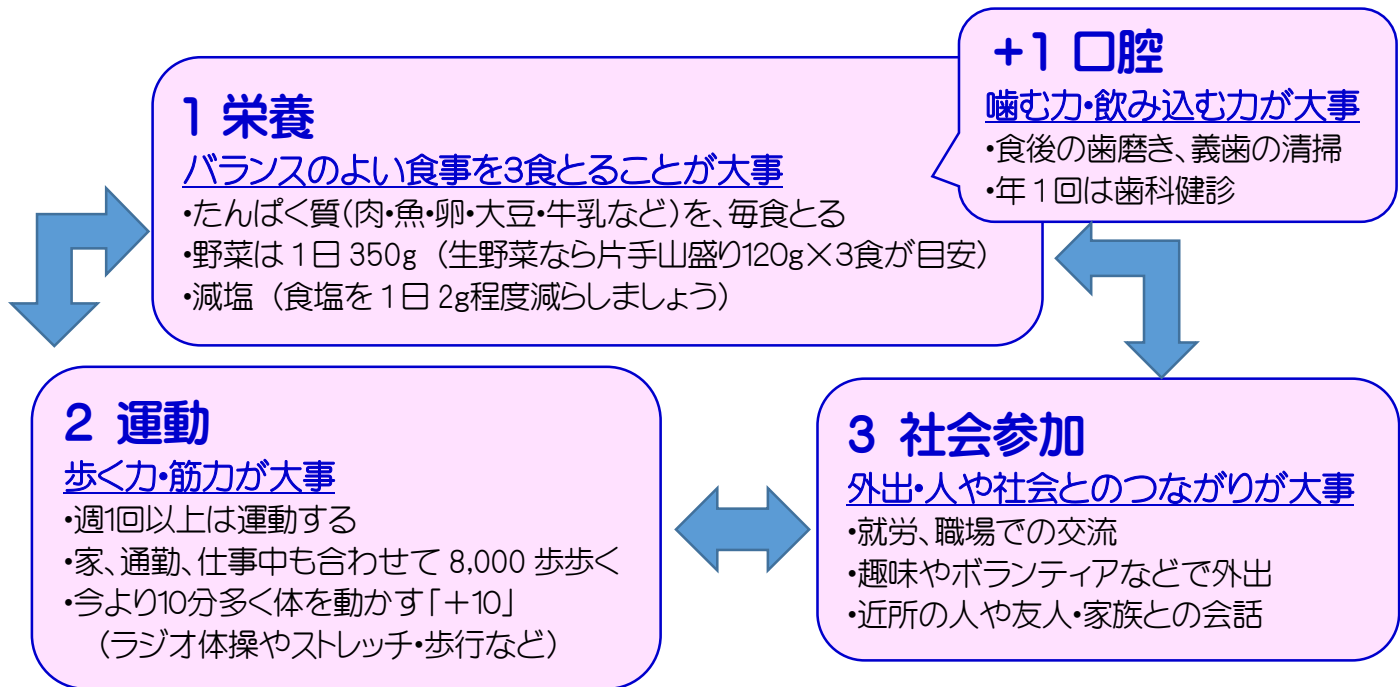 +1 口腔
噛む力・飲み込む力が大事
・食後の歯磨き、義歯の清掃
・年1回は歯科健診
1 栄養
バランスのよい食事を3食とることが大事
・たんぱく質(肉・魚・卵・大豆・牛乳など)を、毎食とる
・野菜は1日350g (生野菜なら片手山盛り120g×3食が目安)
・減塩 (食塩を1日2g程度減らしましょう)
2 運動
歩く力・筋力が大事
・週1回以上は運動する
・家、通勤、仕事中も合わせて 8,000 歩歩く
・今より10分多く体を動かす「+10」
(ラジオ体操やストレッチ・歩行など)
3 社会参加
外出・人や社会とのつながりが大事
・就労、職場での交流
・趣味やボランティアなどで外出
・近所の人や友人・家族との会話